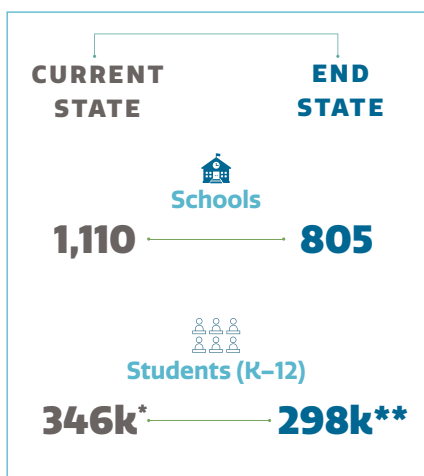 CURRENT STATE
END STATE
Schools
1,110
805
Students (K–12)
346k*
298k**